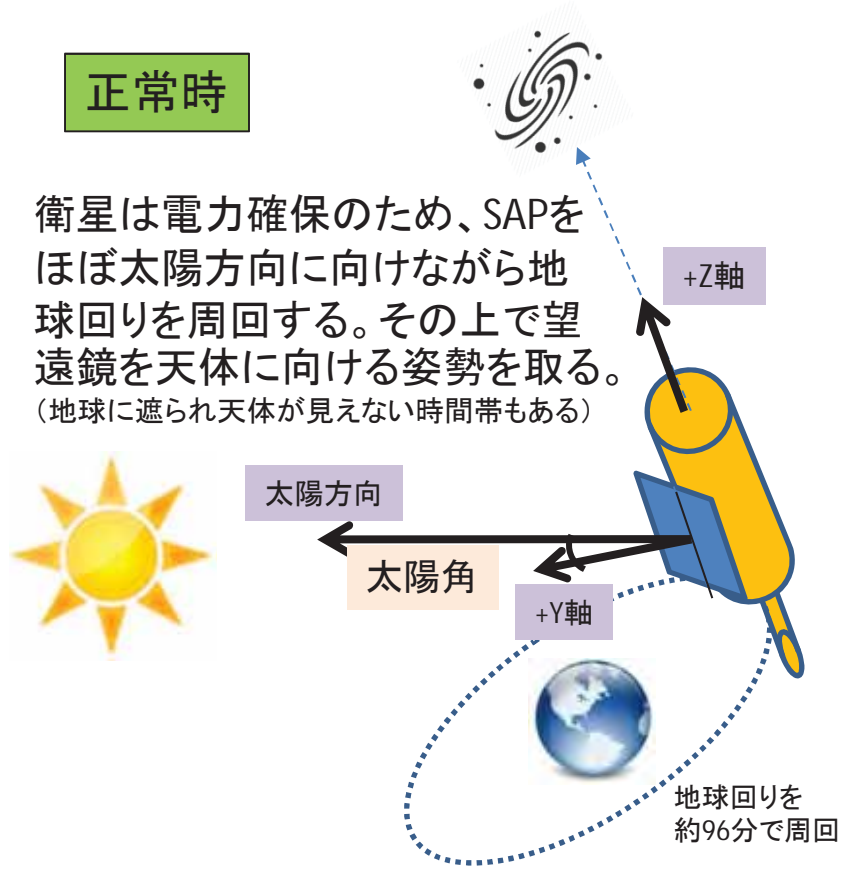 正常時
衛星は電力確保のため、SAPを
ほぼ太陽方向に向けながら地
球回りを周回する。その上で望
遠鏡を天体に向ける姿勢を取る。
（地球に遮られ天体が見えない時間帯もある）
+Z軸
太陽方向
太陽角
+Y軸
地球回りを
約96分で周回